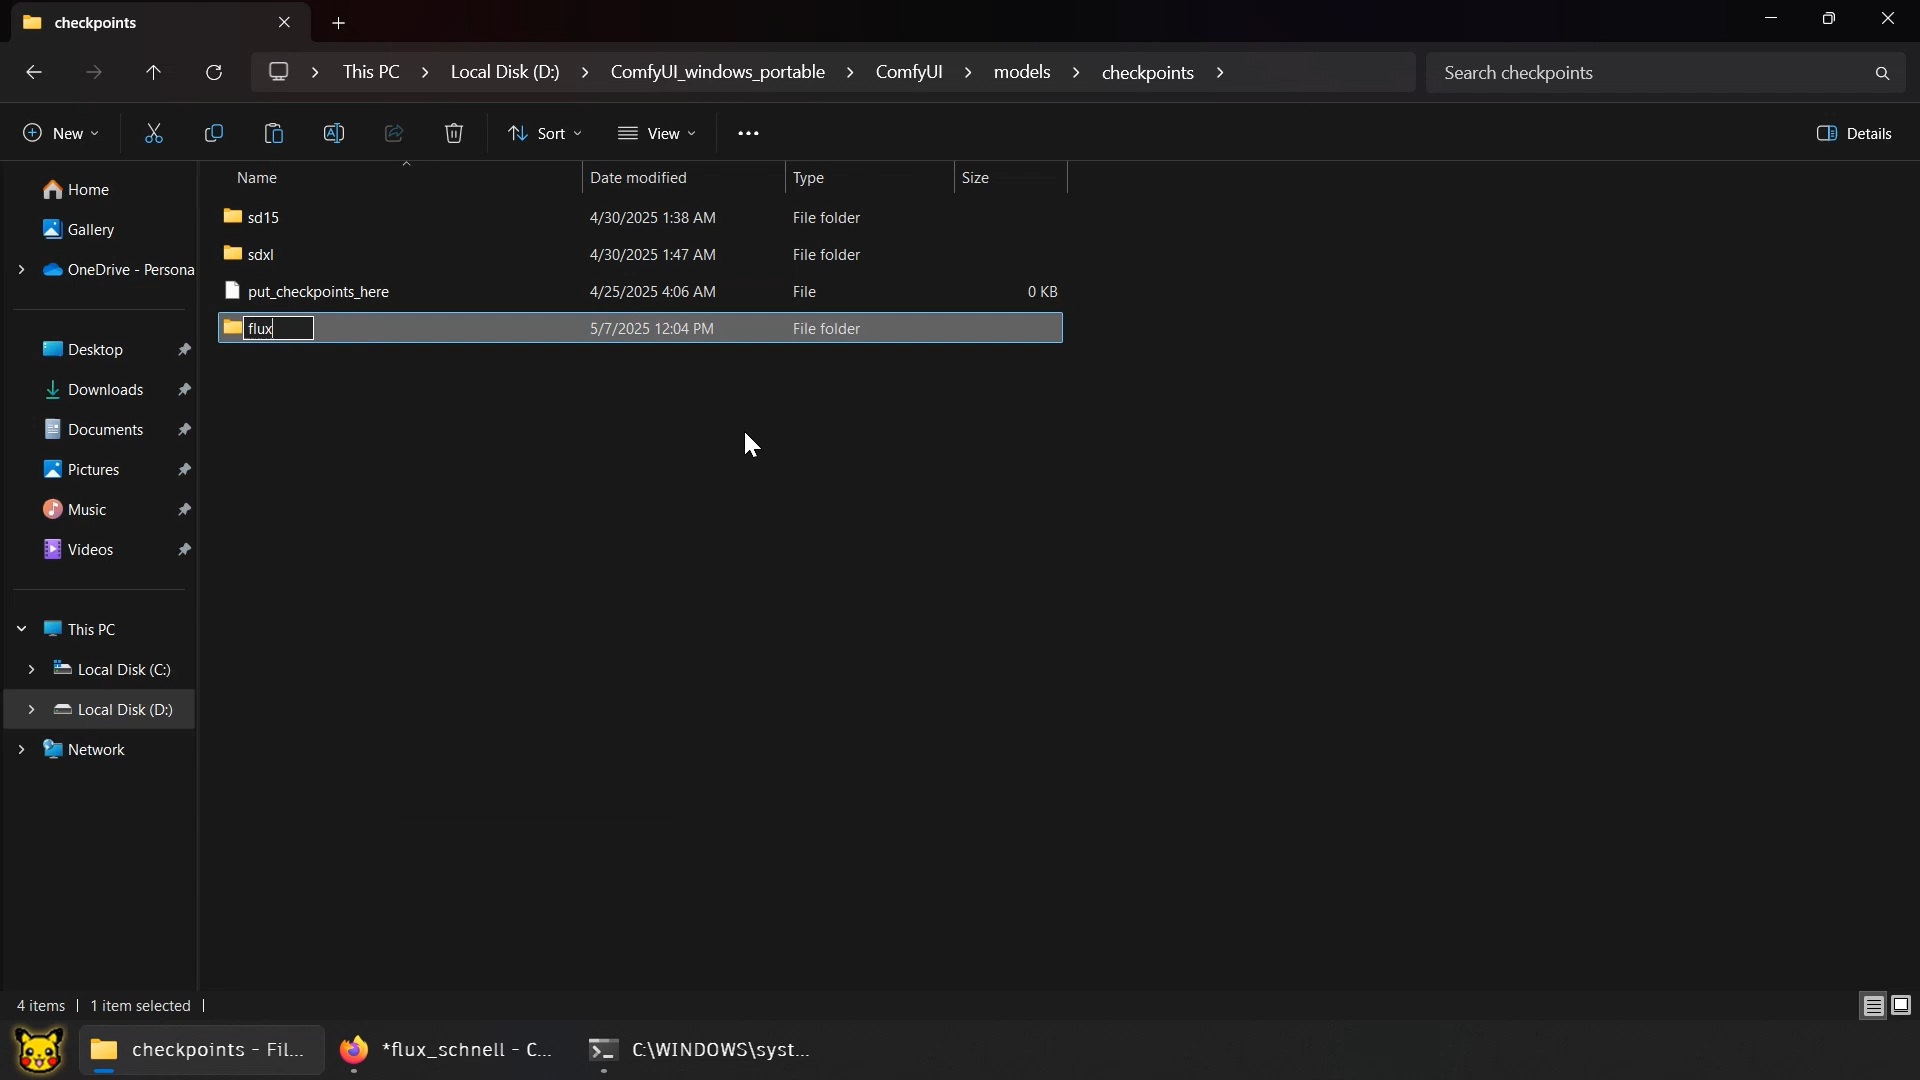 checkpoints
This PC > Local Disk (D:) > ComfyUI_windows_portable > ComfyUI > models > checkpoints >
Search checkpoints
New
Sort
View
Details
Name Date modified Type Size
sd15 4/30/2025 1:38 AM File folder
sdxl 4/30/2025 1:47 AM File folder
put_checkpoints_here 4/25/2025 4:06 AM File 0 KB
flux 5/7/2025 12:04 PM File folder
Home
Gallery
OneDrive - Persona
Desktop
Downloads
Documents
Pictures
Music
Videos
This PC
Local Disk (C:)
Local Disk (D:)
Network
4 items 1 item selected
checkpoints - Fil... *flux_schnell - C... C:\WINDOWS\syst...